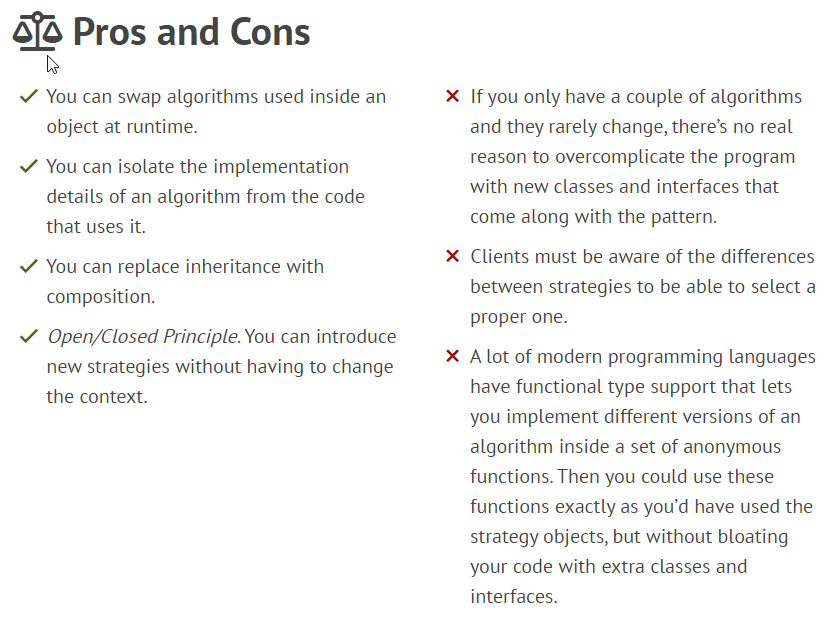 Pros and Cons
You can swap algorithms used inside an
object at runtime.
You can isolate the implementation
details of an algorithm from the code
that uses it.
You can replace inheritance with
composition.
Open/Closed Principle. You can introduce
new strategies without having to change
the context.
If you only have a couple of algorithms
and they rarely change, there’s no real
reason to overcomplicate the program
with new classes and interfaces that
come along with the pattern.
Clients must be aware of the differences
between strategies to be able to select a
proper one.
A lot of modern programming languages
have functional type support that lets
you implement different versions of an
algorithm inside a set of anonymous
functions. Then you could use these
functions exactly as you’d have used the
strategy objects, but without bloating
your code with extra classes and
interfaces.